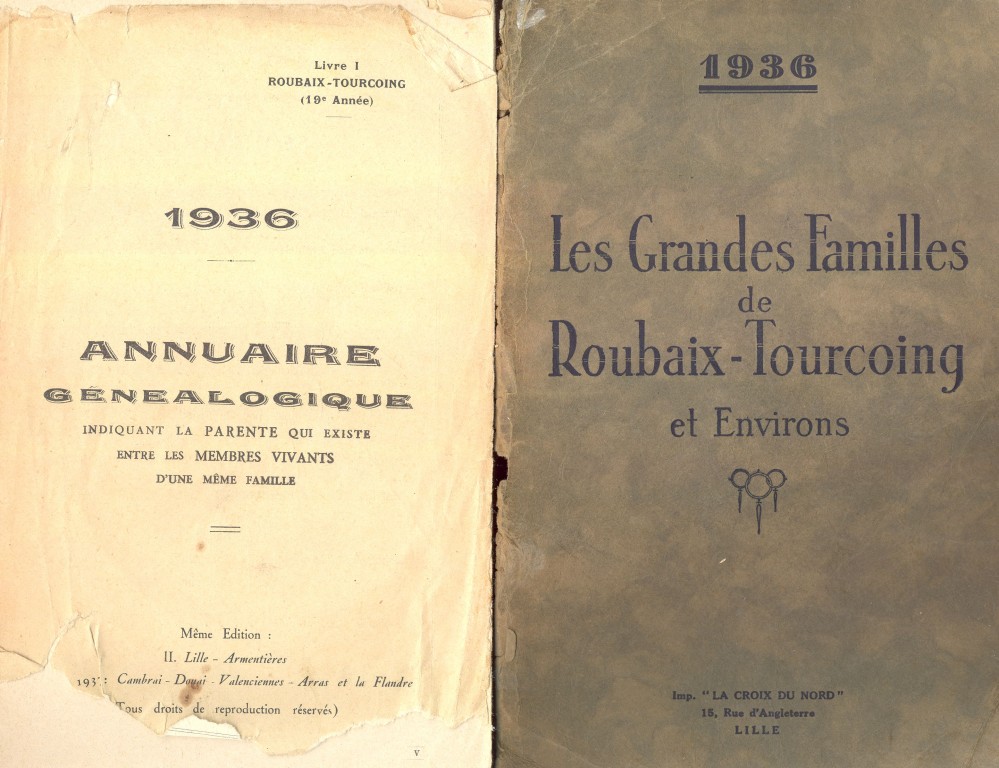 Livre I
ROUBAIX-TOURCOING
(19e Année)
1936
ANNUAIRE
GÉNEALOGIQUE
INDIQUANT LA PARENTE QUI EXISTE
ENTRE LES MEMBRES VIVANTS
D'UNE MÊME FAMILLE
Même Edition :
II. Lille - Armentières
193 : Cambrai - Douai - Valenciennes - Arras et la Flandre
Tous droits de reproduction réservés)
V
1936
Les Grandes Familles
de
Roubaix-Tourcoing
et Environs
Imp. "LA CROIX DU NORD"
15, Rue d'Angleterre
LILLE